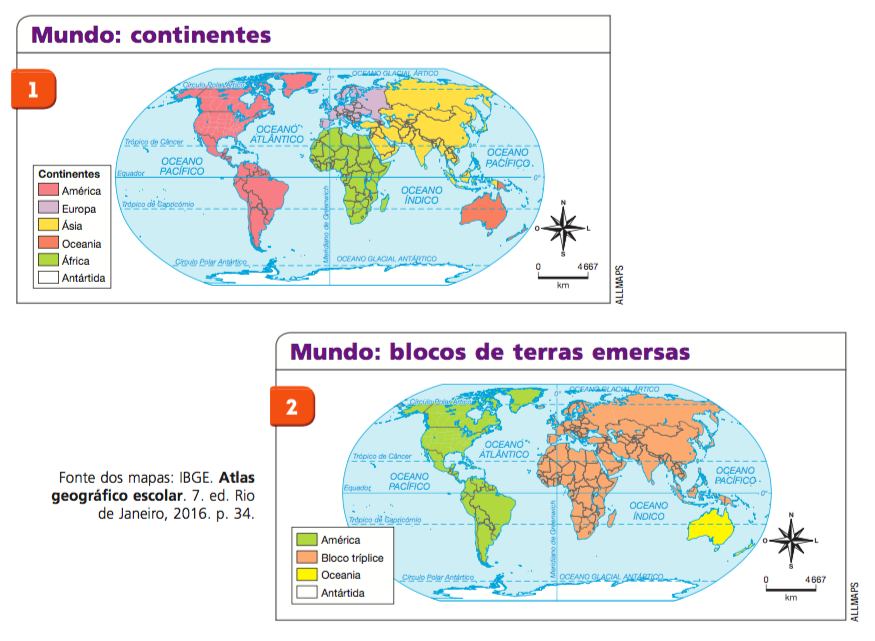 Mundo: continentes
1
OCEANO GLACIAL ÁRTICO
Círculo Polar Ártico
0°
OCEANO
ATLÂNTICO
Trópico de Câncer
OCEANO
PACÍFICO
OCEANO
PACÍFICO
Equador
0°
OCEANO
ÍNDICO
Trópico de Capricórnio
Meridiano de Greenwich
Círculo Polar Antártico
OCEANO GLACIAL ANTÁRTICO
Continentes
América
Europa
Ásia
Oceania
África
Antártida
N
O
L
S
0
4 667
km
ALLMAPS
Mundo: blocos de terras emersas
2
OCEANO GLACIAL ÁRTICO
Círculo Polar Ártico
0°
OCEANO
ATLÂNTICO
Trópico de Câncer
OCEANO
PACÍFICO
OCEANO
PACÍFICO
Equador
0°
OCEANO
ÍNDICO
Trópico de Capricórnio
Meridiano de Greenwich
Círculo Polar Antártico
OCEANO GLACIAL ANTÁRTICO
América
Bloco tríplice
Oceania
Antártida
N
O
L
S
0
4 667
km
ALLMAPS
Fonte dos mapas: IBGE. Atlas
geográfico escolar. 7. ed. Rio
de Janeiro, 2016. p. 34.